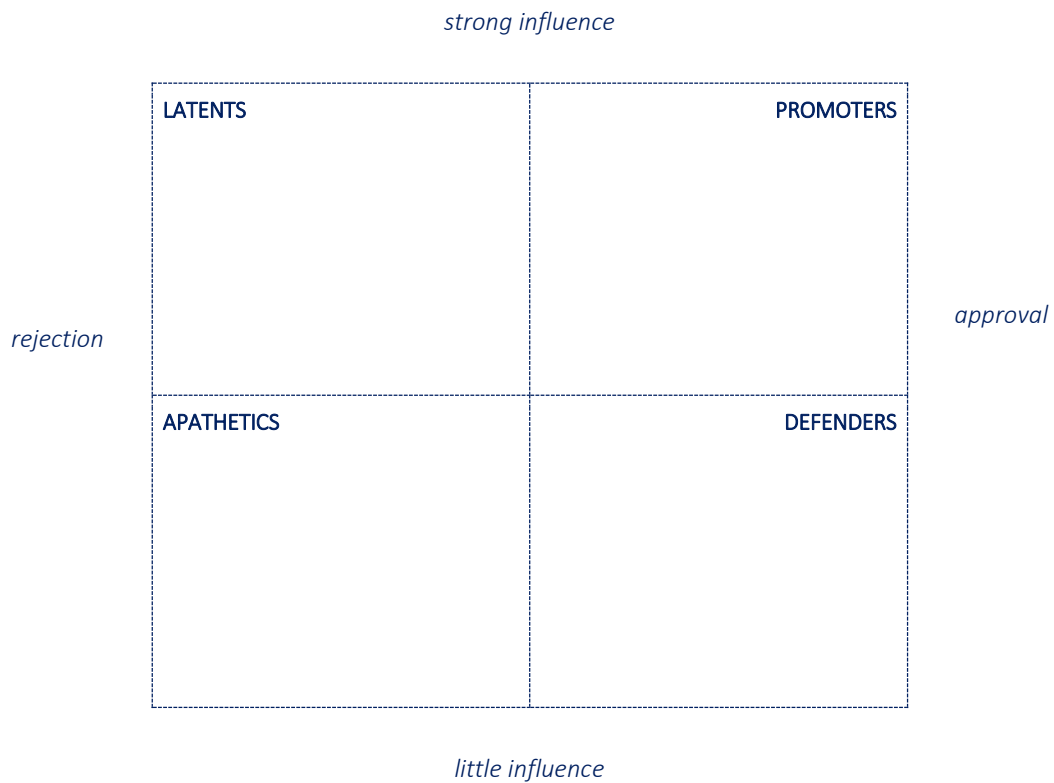 strong influence
LATENTS
PROMOTERS
approval
rejection
APATHETICS
DEFENDERS
little influence